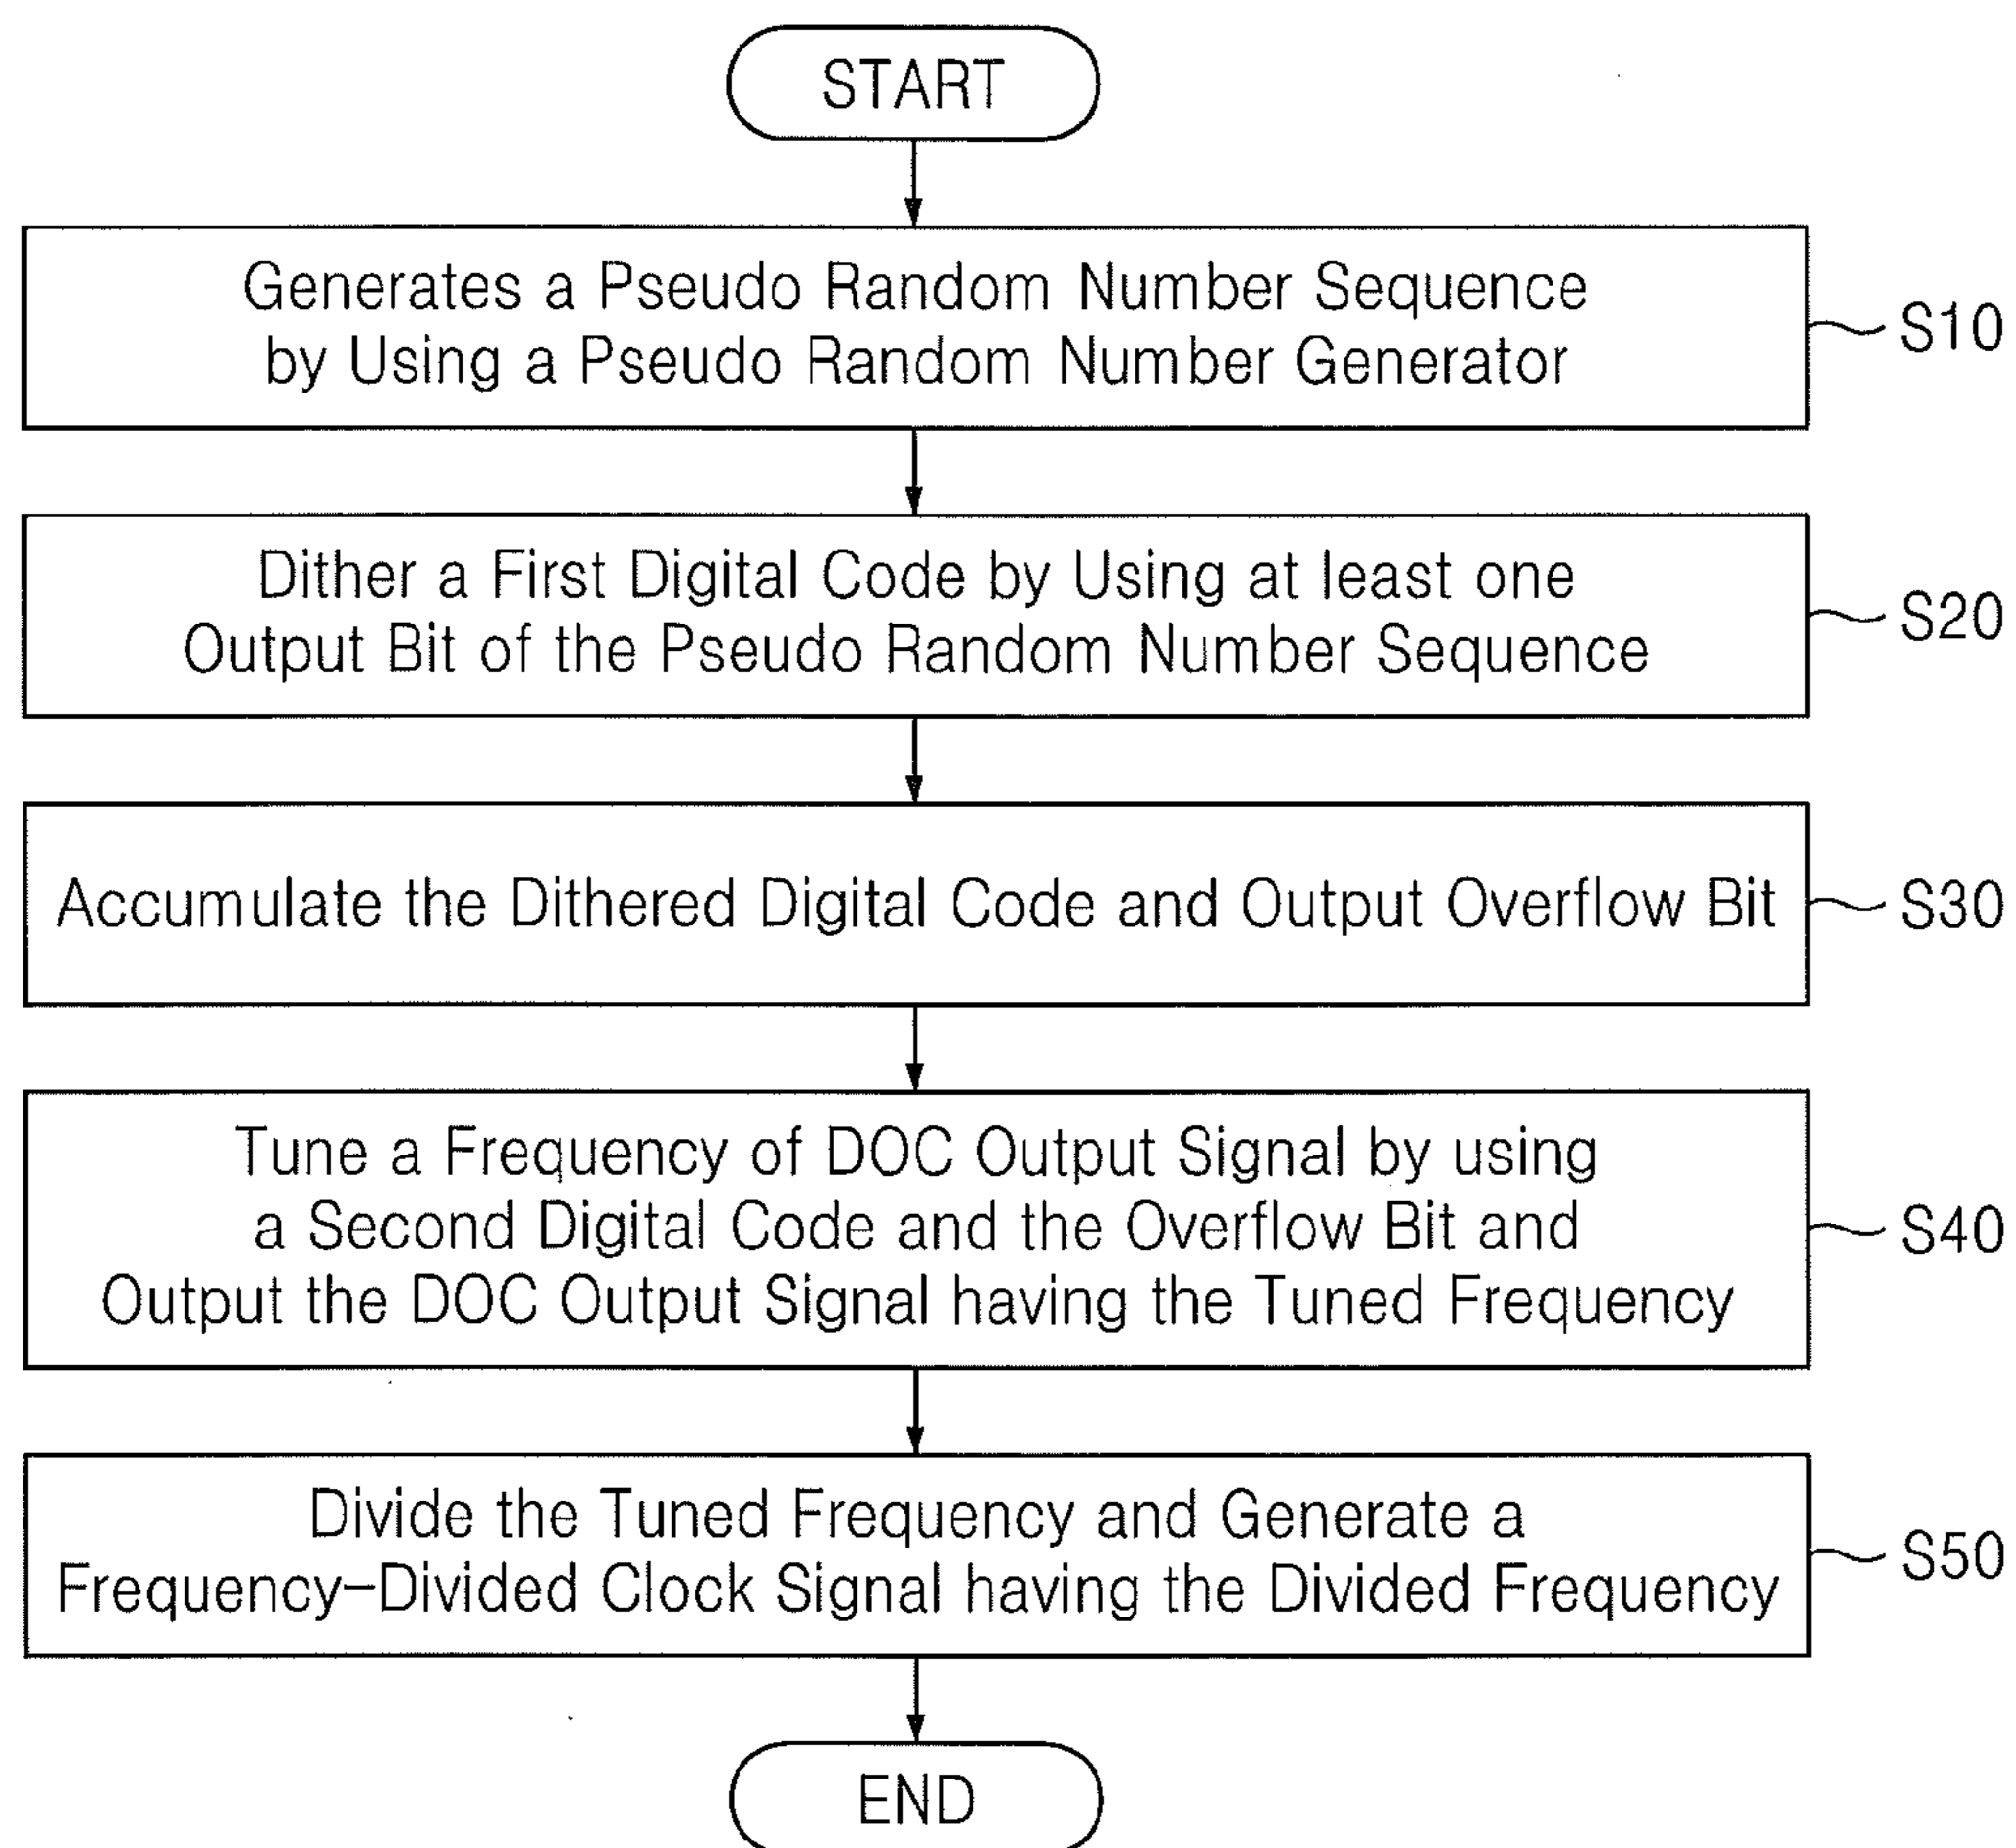 START
Generates a Pseudo Random Number Sequence
by Using a Pseudo Random Number Generator
S10
Dither a First Digital Code by Using at least one
Output Bit of the Pseudo Random Number Sequence
S20
Accumulate the Dithered Digital Code and Output Overflow Bit
S30
Tune a Frequency of DOC Output Signal by using
a Second Digital Code and the Overflow Bit and
Output the DOC Output Signal having the Tuned Frequency
S40
Divide the Tuned Frequency and Generate a
Frequency-Divided Clock Signal having the Divided Frequency
S50
END